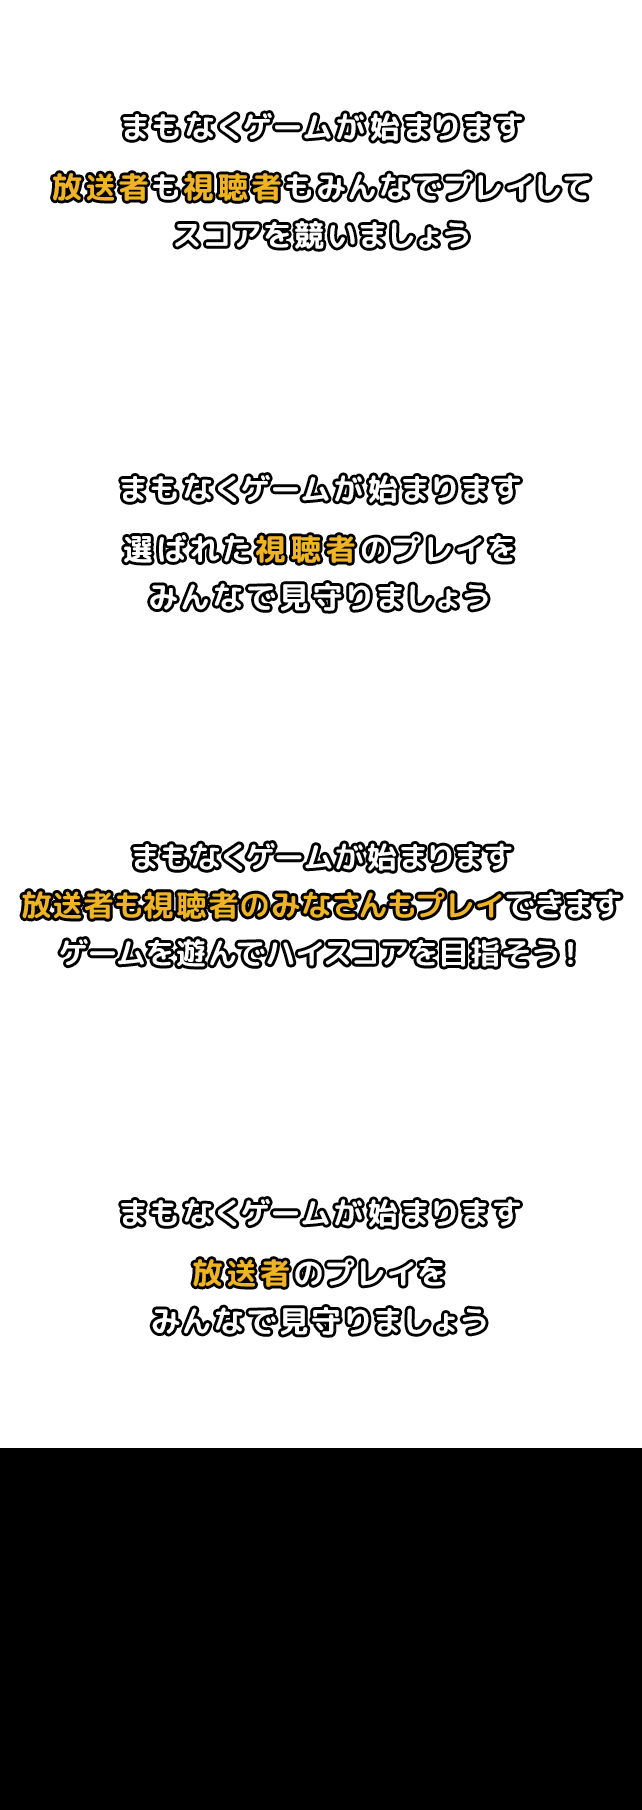 まもなくゲームが始まります
放送者も視聴者もみんなでプレイして
スコアを競いましょう
まもなくゲームが始まります
選ばれた視聴者のプレイを
みんなで見守りましょう
まもなくゲームが始まります
放送者も視聴者のみなさんもプレイできます
ゲームを遊んでハイスコアを目指そう！
まもなくゲームが始まります
放送者のプレイを
みんなで見守りましょう